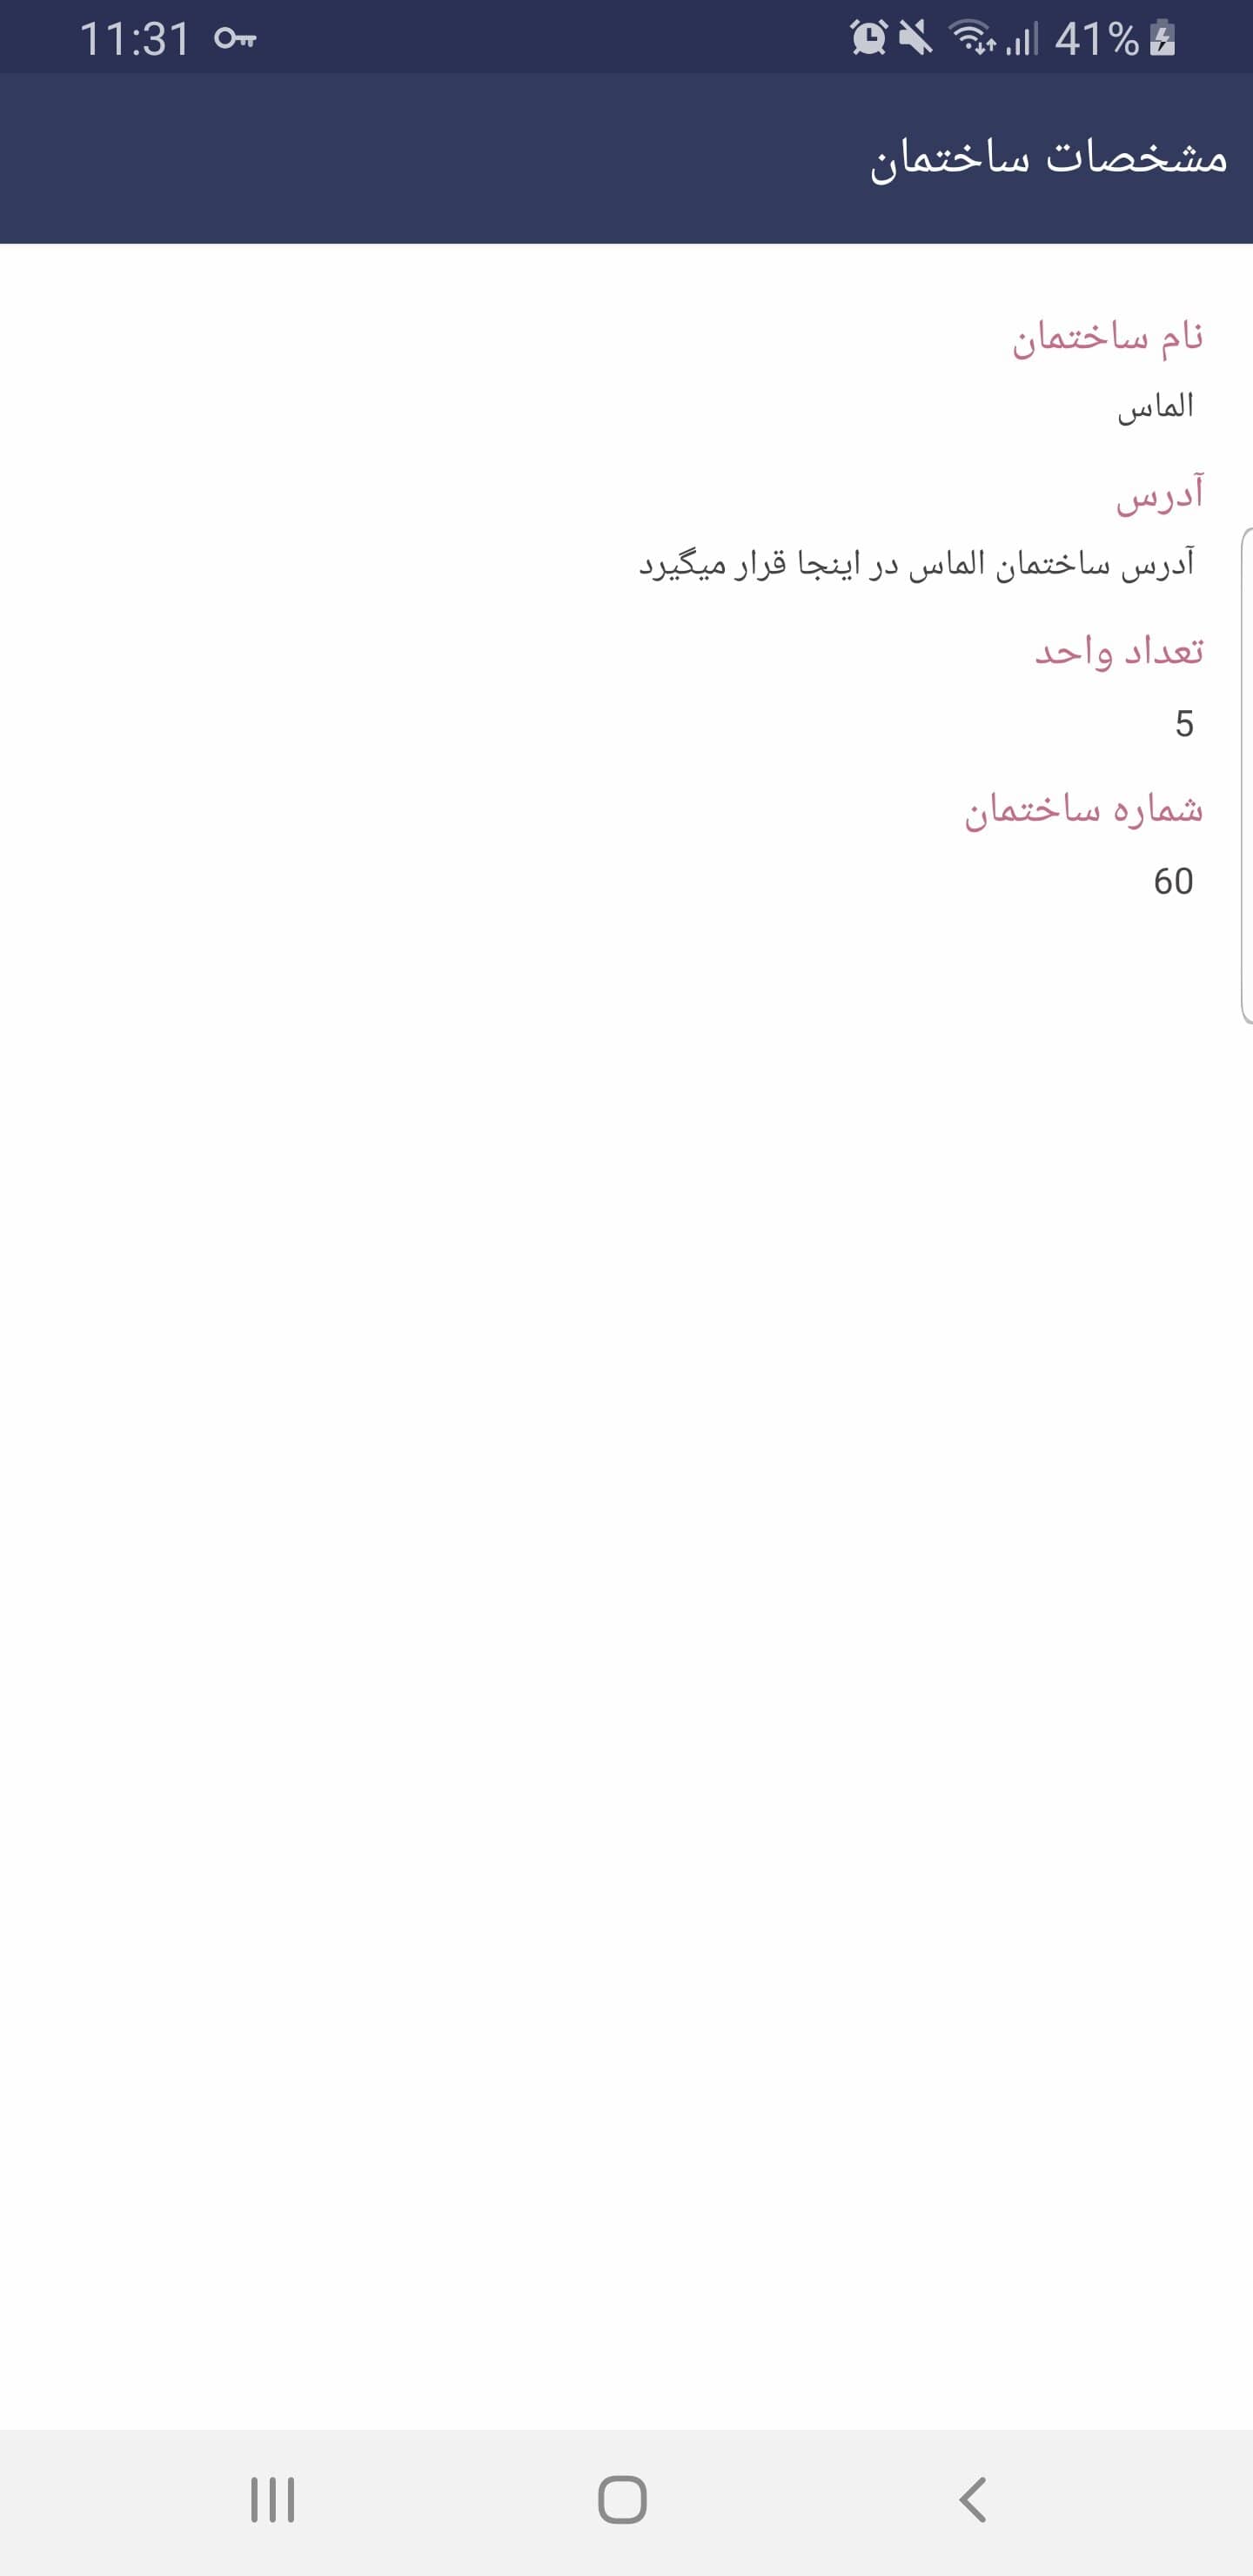 11:31
41%
مشخصات ساختمان
نام ساختمان
الماس
آدرس
آدرس ساختمان الماس در اینجا قرار میگیرد
تعداد واحد
5
شماره ساختمان
60